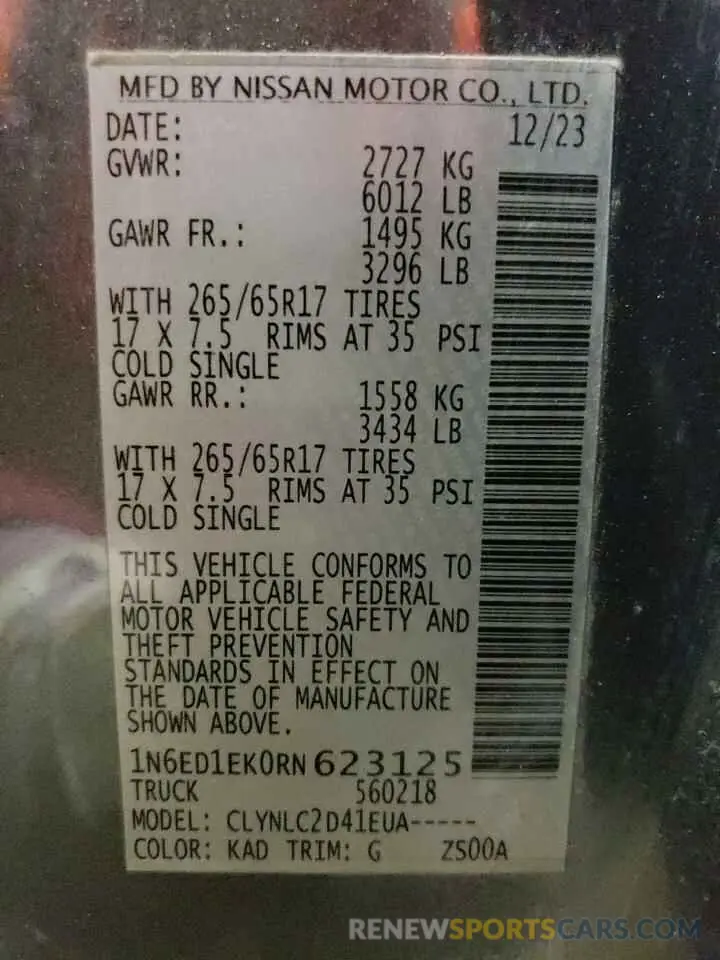 MFD BY NISSAN MOTOR CO., LTD.
DATE: 12/23
GVWR: 2727 KG
6012 LB
GAWR FR.: 1495 KG
3296 LB
WITH 265/65R17 TIRES
17 X 7.5 RIMS AT 35 PSI
COLD SINGLE
GAWR RR.: 1558 KG
3434 LB
WITH 265/65R17 TIRES
17 X 7.5 RIMS AT 35 PSI
COLD SINGLE
THIS VEHICLE CONFORMS TO
ALL APPLICABLE FEDERAL
MOTOR VEHICLE SAFETY AND
THEFT PREVENTION
STANDARDS IN EFFECT ON
THE DATE OF MANUFACTURE
SHOWN ABOVE.
1N6ED1EK0RN623125
TRUCK 560218
MODEL: CLYNLC2D41EUA-----
COLOR: KAD TRIM: G ZS00A
RENEWSPORTSCARS.COM